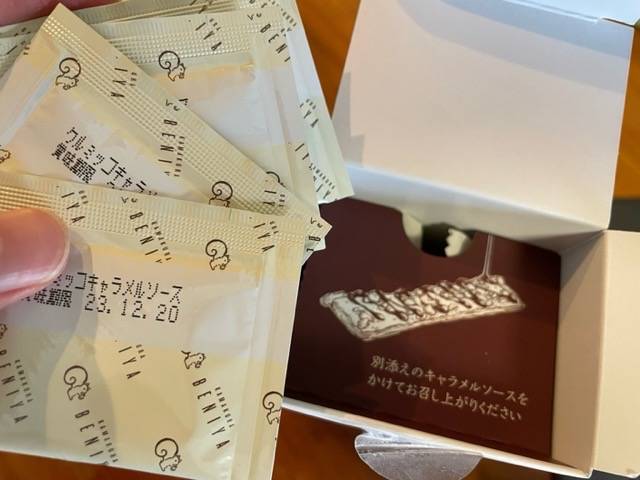 KAMAKURA
BENIYA
クルミッコキャラ
賞味期限
ミッコキャラメルソース
味期限 23.12.20
KAMAKURA
BENIYA
別添えのキャラメルソースを
かけてお召し上がりください